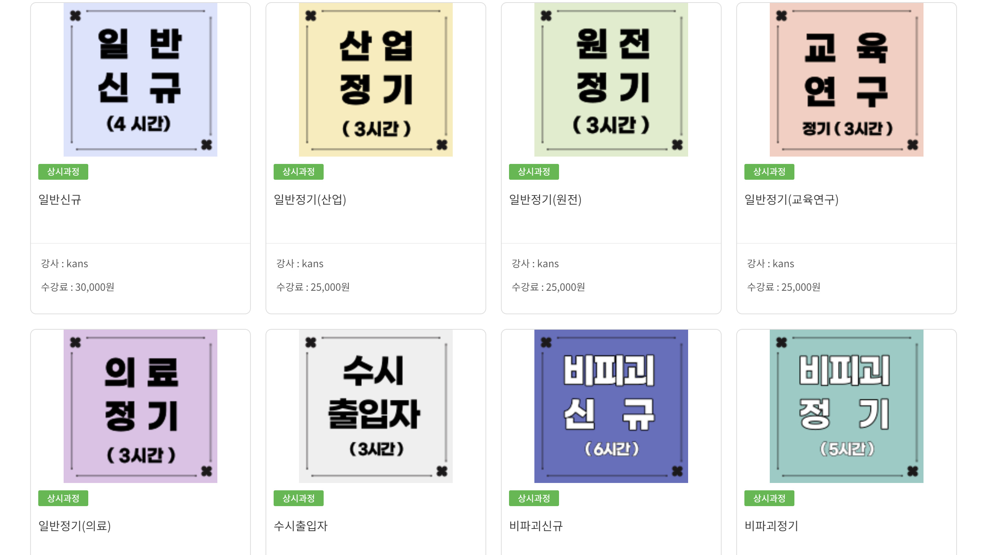 일 반
신 규
(4 시간)
상시과정
일반신규
강사 : kans
수강료 : 30,000원
산 업
정 기
( 3시간 )
상시과정
일반정기(산업)
강사 : kans
수강료 : 25,000원
원 전
정 기
( 3시간 )
상시과정
일반정기(원전)
강사 : kans
수강료 : 25,000원
교 육
연 구
정기 ( 3시간 )
상시과정
일반정기(교육연구)
강사 : kans
수강료 : 25,000원
의 료
정 기
( 3시간 )
상시과정
일반정기(의료)
수시
출입자
(3시간)
상시과정
수시출입자
비피괴
신 규
(6시간)
상시과정
비파괴신규
비피괴
정 기
(5시간)
상시과정
비파괴정기